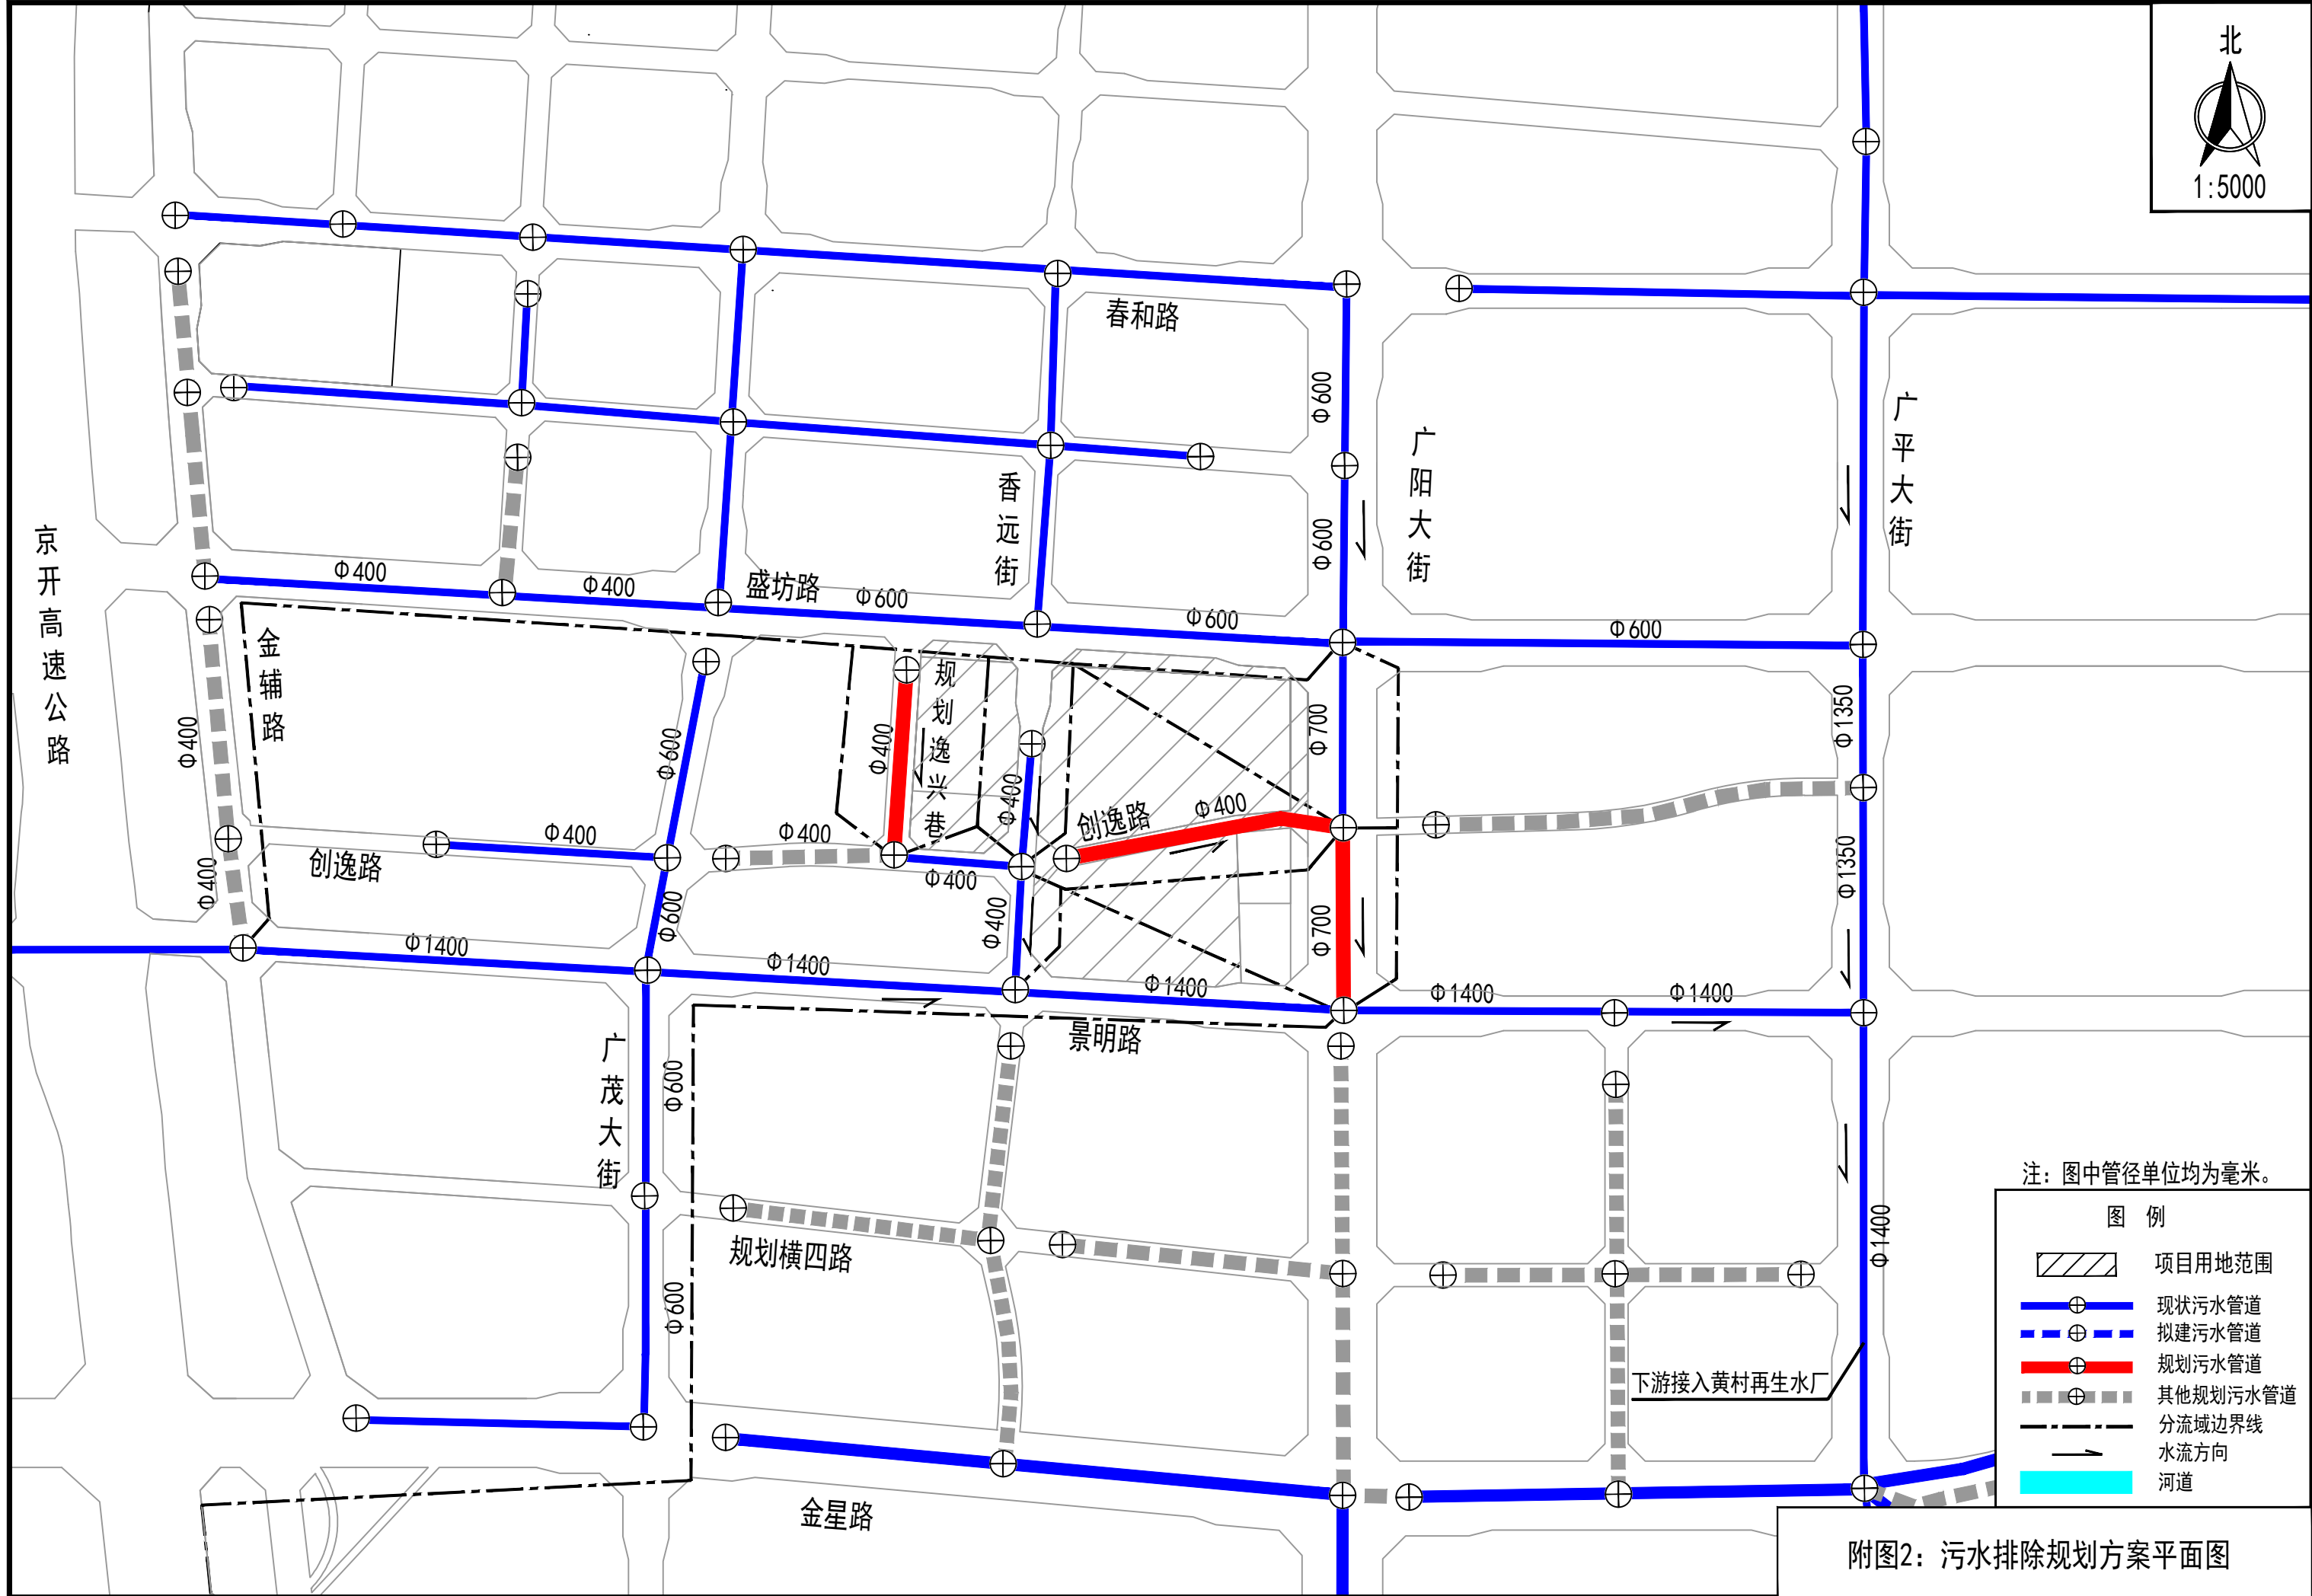 北
1:5000
春和路
Φ600
广阳大街
广平大街
香远街
京开高速公路
Φ600
Φ400
Φ400
盛坊路
Φ600
Φ600
Φ600
金辅路
规划逸兴巷
Φ400
Φ600
Φ400
Φ400
Φ700
Φ1350
创逸路
Φ400
Φ400
Φ400
创逸路
Φ400
Φ400
Φ1350
Φ600
Φ400
Φ700
Φ1400
Φ1400
Φ1400
Φ1400
Φ1400
景明路
广茂大街
Φ600
注：图中管径单位均为毫米。
图 例
项目用地范围
现状污水管道
拟建污水管道
规划污水管道
其他规划污水管道
分流域边界线
水流方向
河道
Φ1400
规划横四路
Φ600
下游接入黄村再生水厂
金星路
附图2：污水排除规划方案平面图